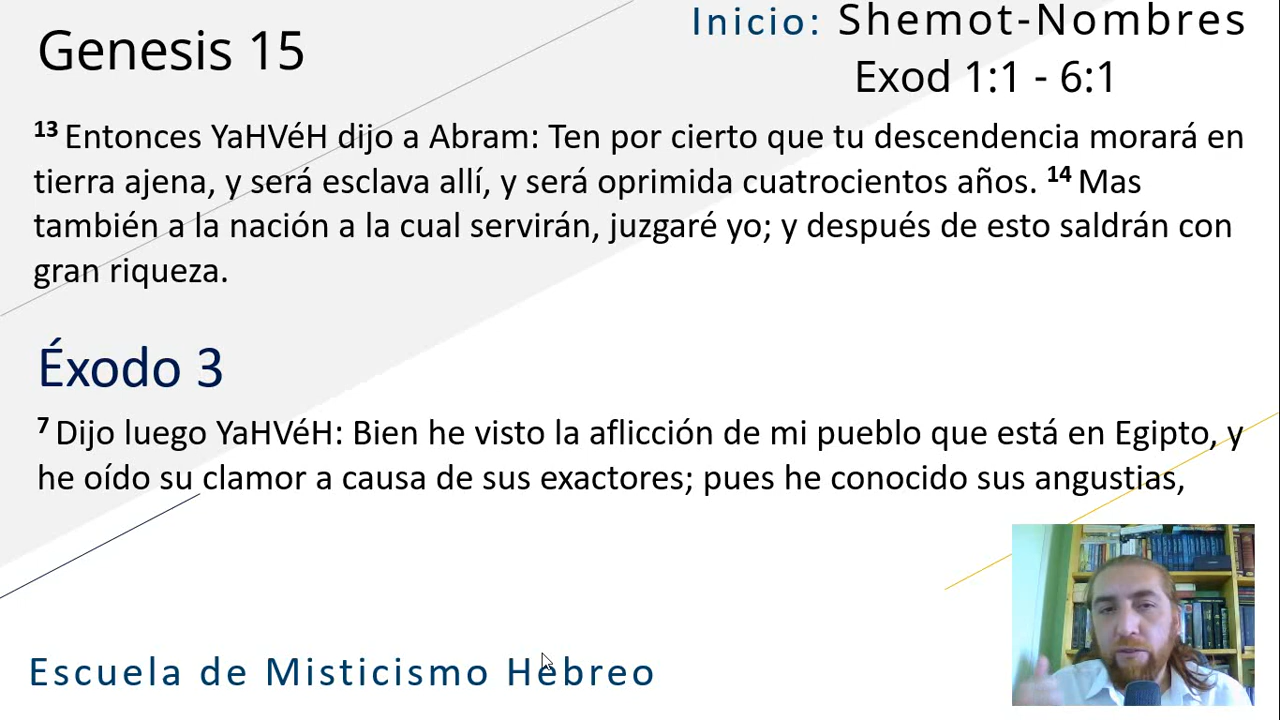 Genesis 15
Inicio: Shemot-Nombres
Exod 1:1 - 6:1
13 Entonces YaHVéH dijo a Abram: Ten por cierto que tu descendencia morará en
tierra ajena, y será esclava allí, y será oprimida cuatrocientos años. 14 Mas
también a la nación a la cual servirán, juzgaré yo; y después de esto saldrán con
gran riqueza.
Éxodo 3
7 Dijo luego YaHVéH: Bien he visto la aflicción de mi pueblo que está en Egipto, y
he oído su clamor a causa de sus exactores; pues he conocido sus angustias,
Escuela de Misticismo Hebreo